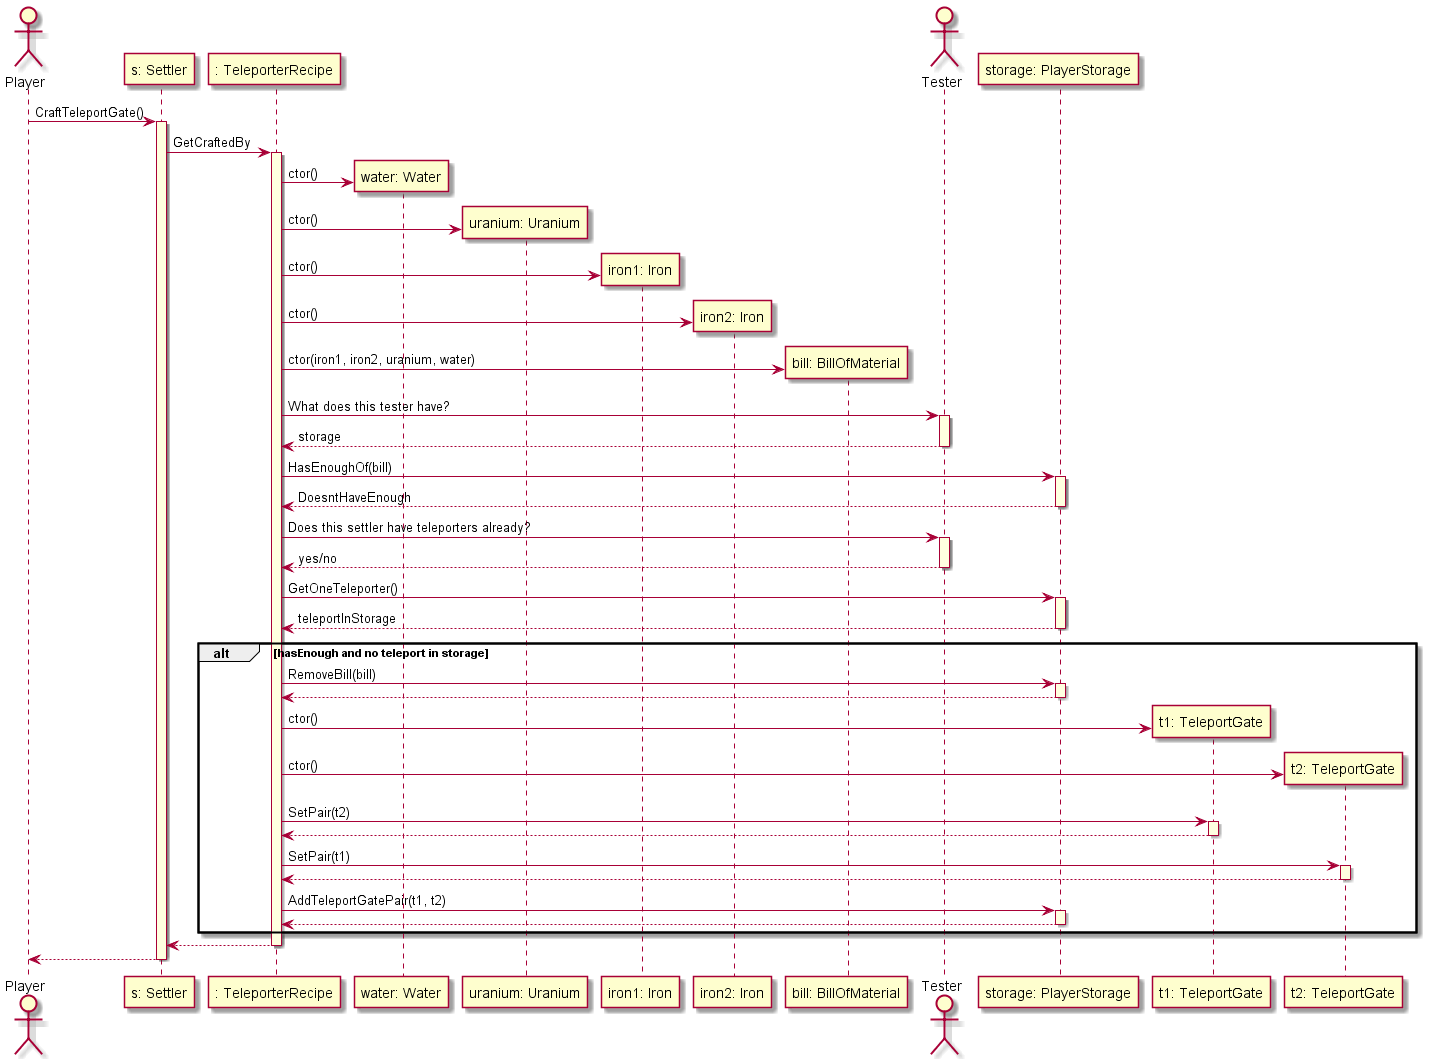 Player
s: Settler
: TeleporterRecipe
Tester
storage: PlayerStorage
CraftTeleportGate()
GetCraftedBy
ctor()
water: Water
ctor()
uranium: Uranium
ctor()
iron1: Iron
ctor()
iron2: Iron
ctor(iron1, iron2, uranium, water)
bill: BillOfMaterial
What does this tester have?
storage
HasEnoughOf(bill)
DoesntHaveEnough
Does this settler have teleporters already?
yes/no
GetOneTeleporter()
teleportInStorage
alt
[hasEnough and no teleport in storage]
RemoveBill(bill)
ctor()
t1: TeleportGate
ctor()
t2: TeleportGate
SetPair(t2)
SetPair(t1)
AddTeleportGatePair(t1, t2)
Player
s: Settler
: TeleporterRecipe
water: Water
uranium: Uranium
iron1: Iron
iron2: Iron
bill: BillOfMaterial
Tester
storage: PlayerStorage
t1: TeleportGate
t2: TeleportGate